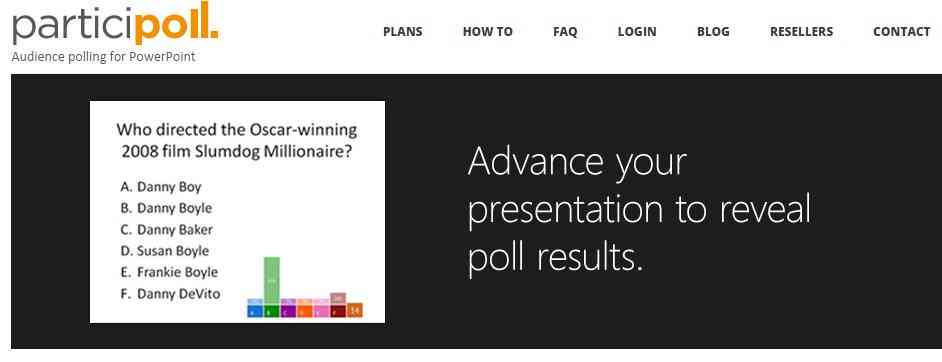 participoll.
Audience polling for PowerPoint
PLANS HOW TO FAQ LOGIN BLOG RESELLERS CONTACT
Who directed the Oscar-winning
2008 film Slumdog Millionaire?
A. Danny Boy
B. Danny Boyle
C. Danny Baker
D. Susan Boyle
E. Frankie Boyle
F. Danny DeVito
A B C D E F 14
Advance your
presentation to reveal
poll results.